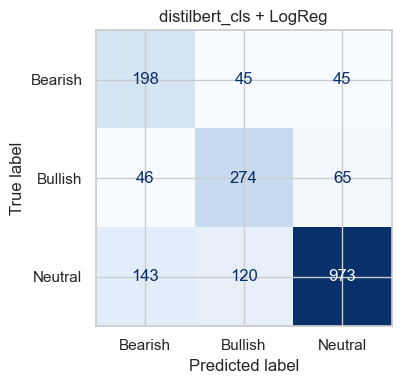 distilbert_cls + LogReg
Bearish 198 45 45
Bullish 46 274 65
Neutral 143 120 973
Bearish Bullish Neutral
Predicted label
True label